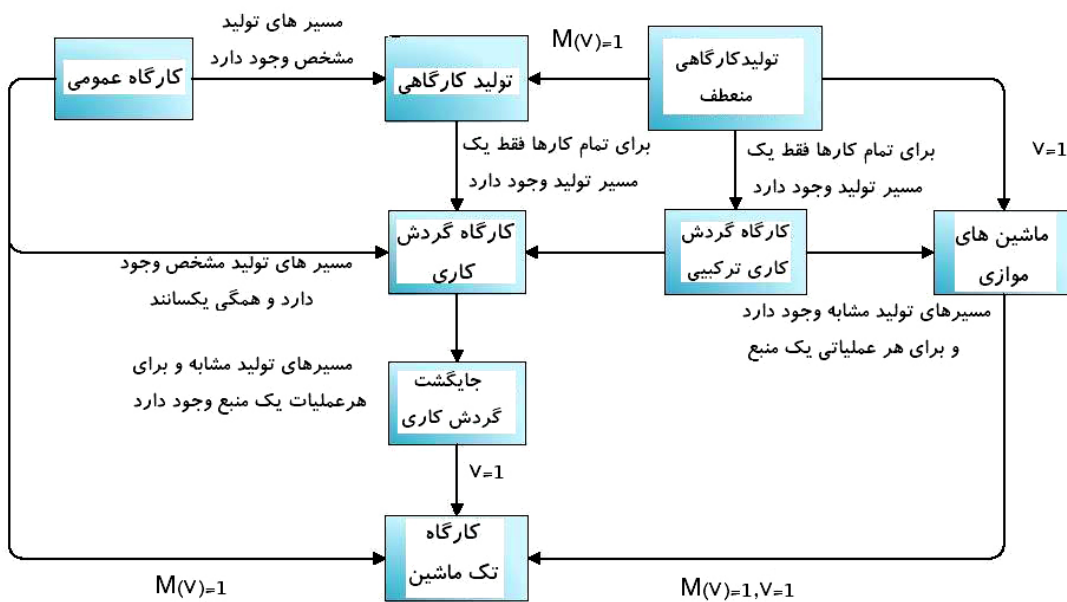 مسیر های تولید
مشخص وجود دارد
M(V)=1
کارگاه عمومی
تولید کارگاهی
تولیدکارگاهی
منعطف
برای تمام کارها فقط یک
مسیر تولید وجود دارد
برای تمام کارها فقط یک
مسیر تولید وجود دارد
V=1
کارگاه گردش
کاری
کارگاه گردش
کاری ترکیبی
ماشین های
موازی
مسیر های تولید مشخص وجود
دارد و همگی یکسانند
مسیرهای تولید مشابه وجود دارد
و برای هر عملیاتی یک منبع
مسیرهای تولید مشابه و برای
هرعملیات یک منبع وجود دارد
جایگشت
گردش کاری
V=1
کارگاه
تک ماشین
M(V)=1
M(V)=1,V=1